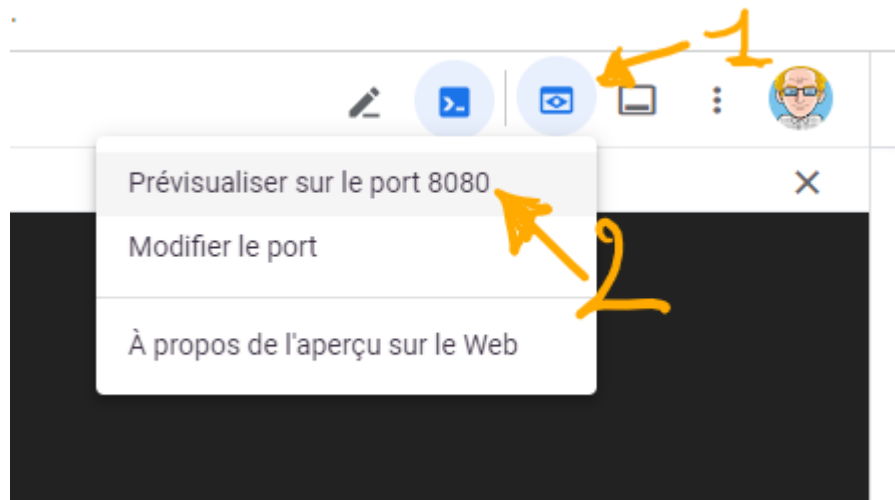 1
Prévisualiser sur le port 8080
Modifier le port
2
À propos de l'aperçu sur le Web